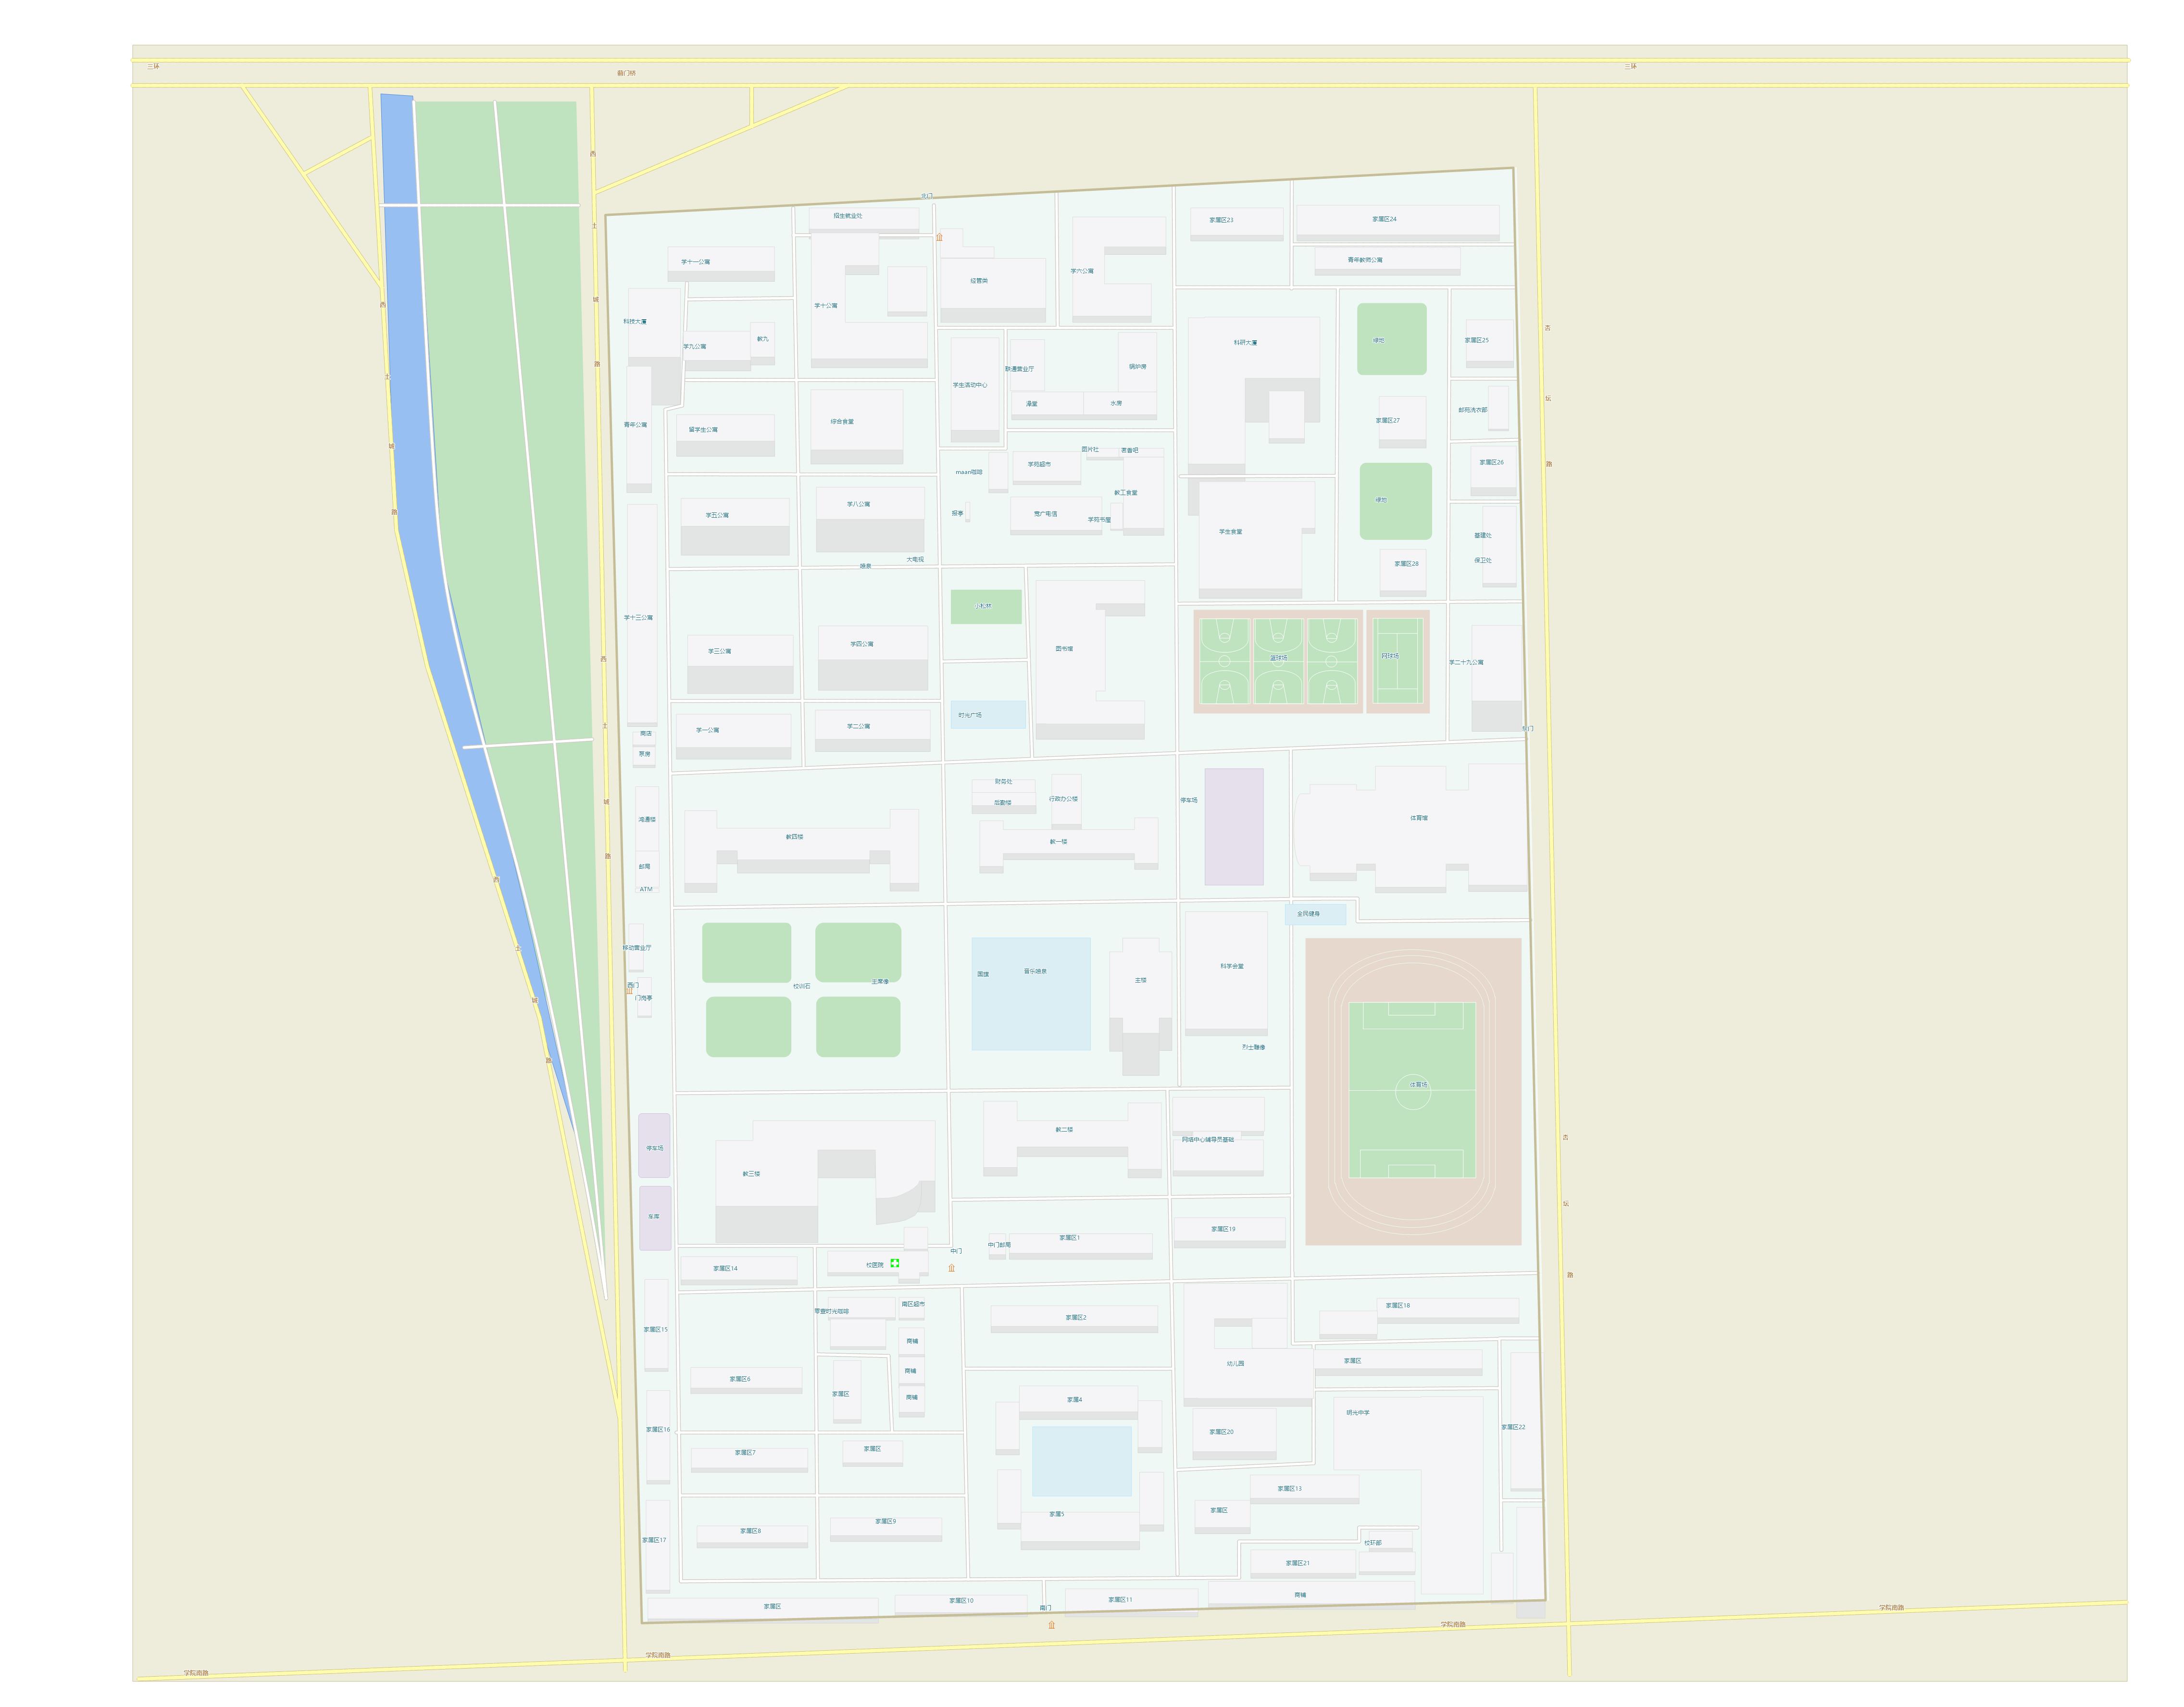 三环
三环
蓟门桥
西
土
城
路
西
土
城
路
西
土
城
路
西
土
城
路
北门
招生就业处
家属区23
家属区24
青年教师公寓
学十一公寓
学六公寓
经营类
学十公寓
科技大厦
学九公寓
教九
科研大厦
绿地
家属区25
杏
坛
路
联通营业厅
锅炉房
学生活动中心
澡堂
水房
邮局洗衣部
青年公寓
留学生公寓
综合食堂
家属区27
图片社
学苑超市
maan咖啡
家属区26
教工食堂
绿地
学五公寓
学八公寓
报亭
宽广电信
学苑书屋
学生食堂
基建处
保卫处
大电视
喷泉
家属区28
小松林
学十三公寓
学三公寓
学四公寓
图书馆
篮球场
网球场
学二十九公寓
时光广场
学一公寓
学二公寓
东门
商店
票房
财务处
后勤楼
行政办公楼
停车场
鸿通楼
教四楼
教一楼
体育馆
邮局
ATM
全民健身
移动营业厅
国旗
音乐喷泉
主楼
科学会堂
西门
校训石
主席像
门岗亭
烈士雕像
体育场
教二楼
网络中心辅导员基础
停车场
教三楼
杏
坛
路
车库
家属区19
中门
中门邮局
家属区1
家属区14
校医院
零壹时光咖啡
南区超市
家属区2
家属区18
家属区15
商铺
商铺
商铺
幼儿园
家属区
家属区6
家属区
家属4
明光中学
家属区16
家属区20
家属区22
家属区7
家属区
家属区13
家属5
家属区
家属区8
家属区9
家属区17
校环部
家属区21
商铺
家属区
家属区10
家属区11
南门
学院南路
学院南路
学院南路
学院南路